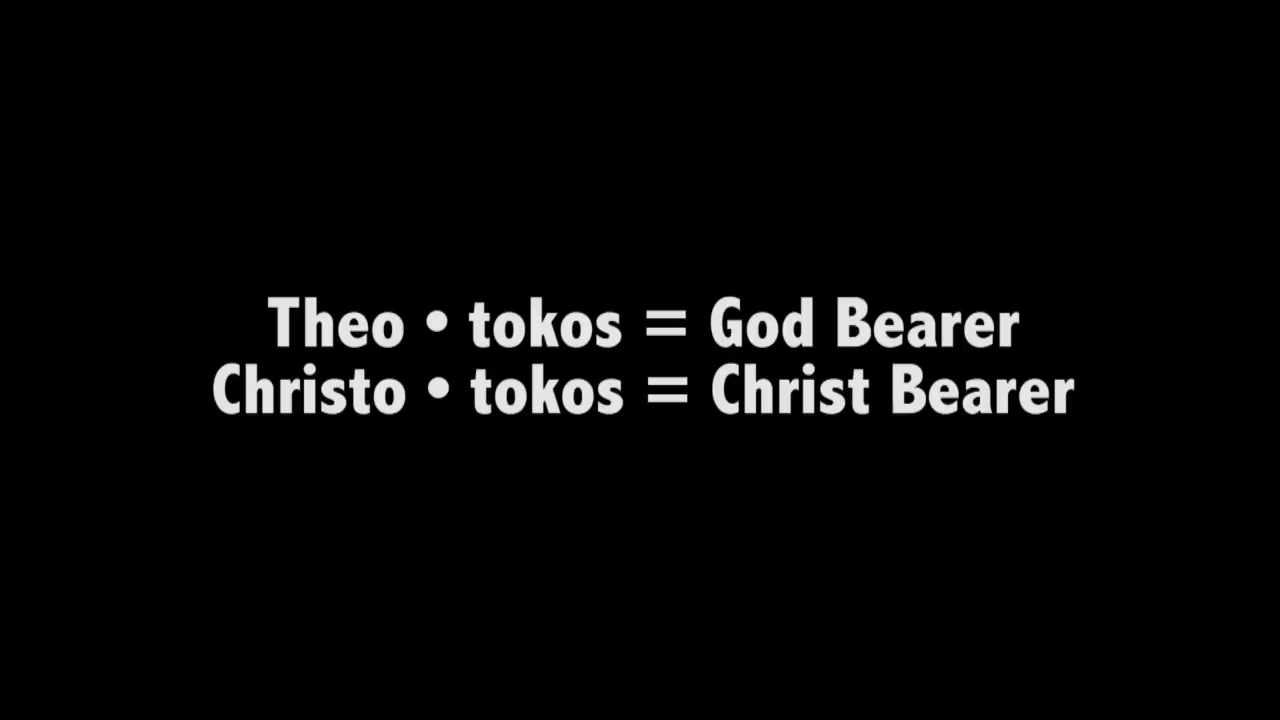 Theo • tokos = God Bearer
Christo • tokos = Christ Bearer